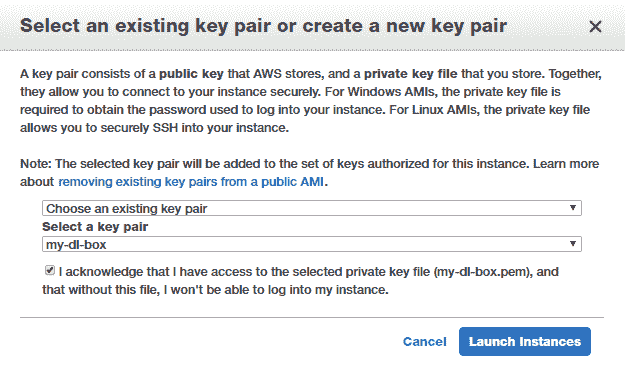 Select an existing key pair or create a new key pair
A key pair consists of a public key that AWS stores, and a private key file that you store. Together,
they allow you to connect to your instance securely. For Windows AMIs, the private key file is
required to obtain the password used to log into your instance. For Linux AMIs, the private key file
allows you to securely SSH into your instance.
Note: The selected key pair will be added to the set of keys authorized for this instance. Learn more
about removing existing key pairs from a public AMI.
Choose an existing key pair
Select a key pair
my-dl-box
I acknowledge that I have access to the selected private key file (my-dl-box.pem), and
that without this file, I won't be able to log into my instance.
Cancel Launch Instances